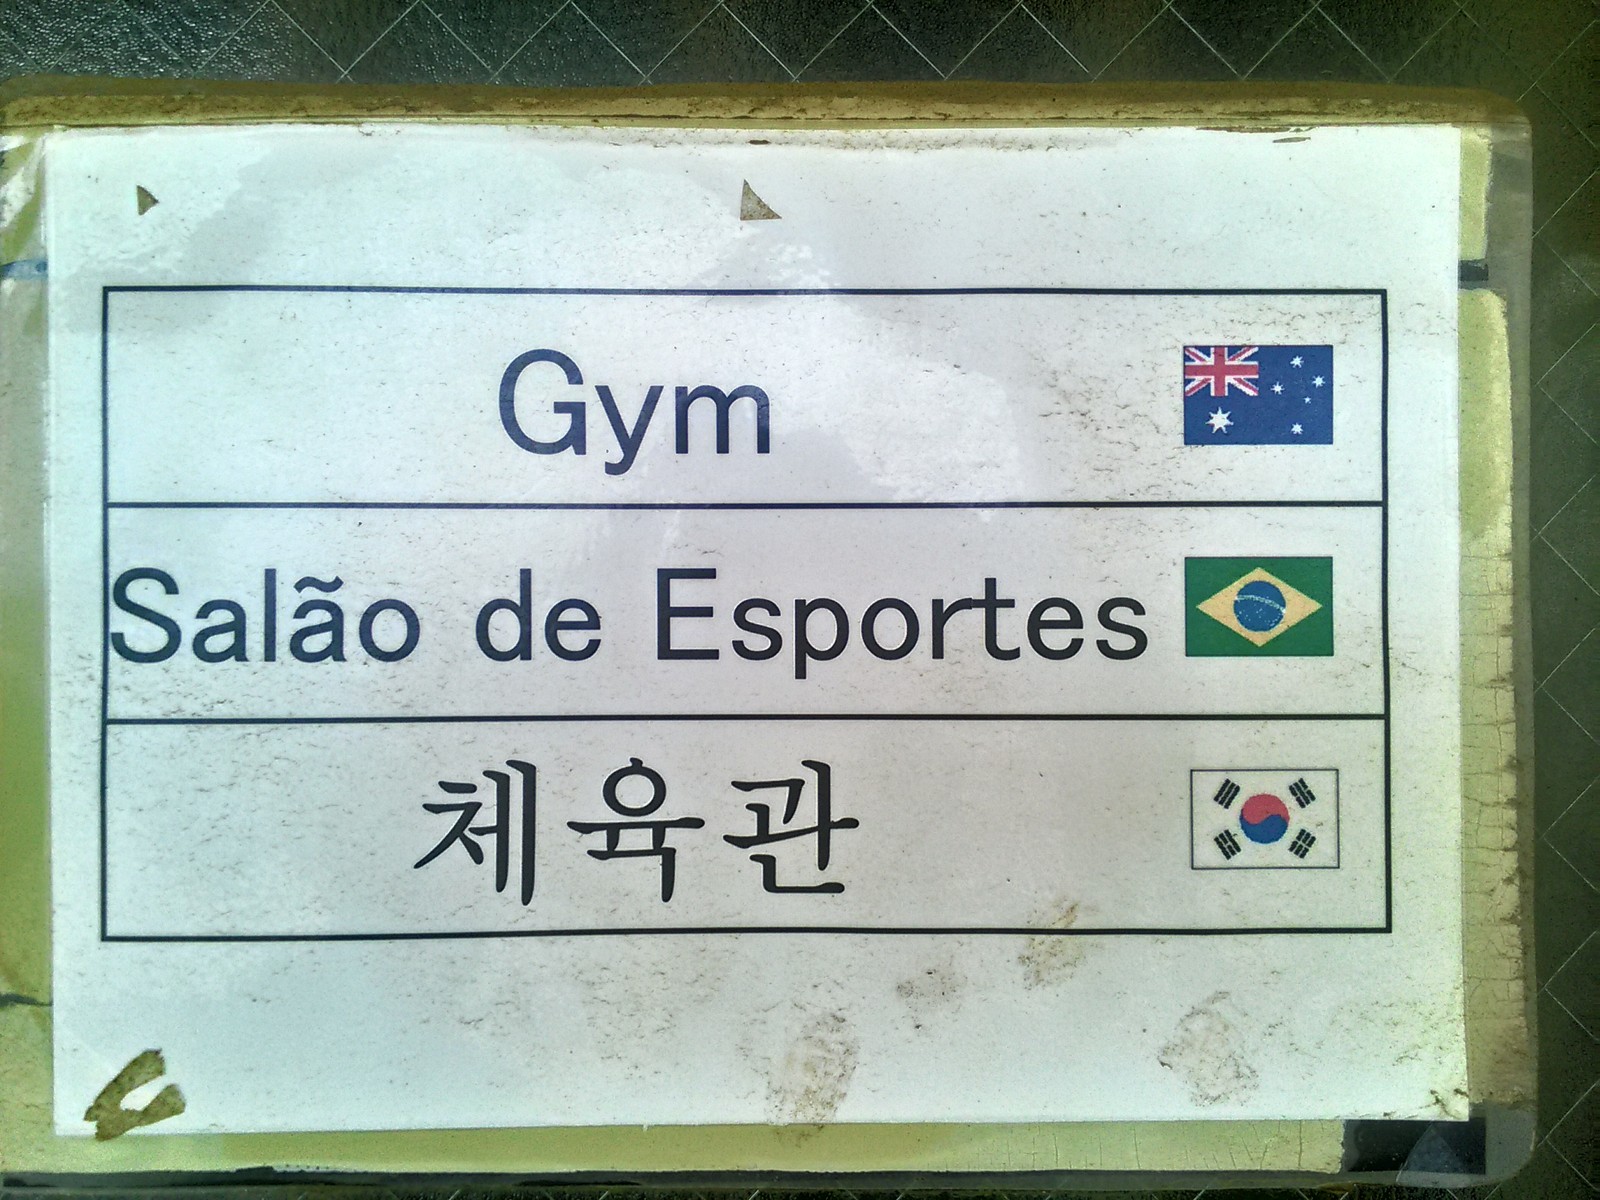 Gym
Salão de Esportes
체육관